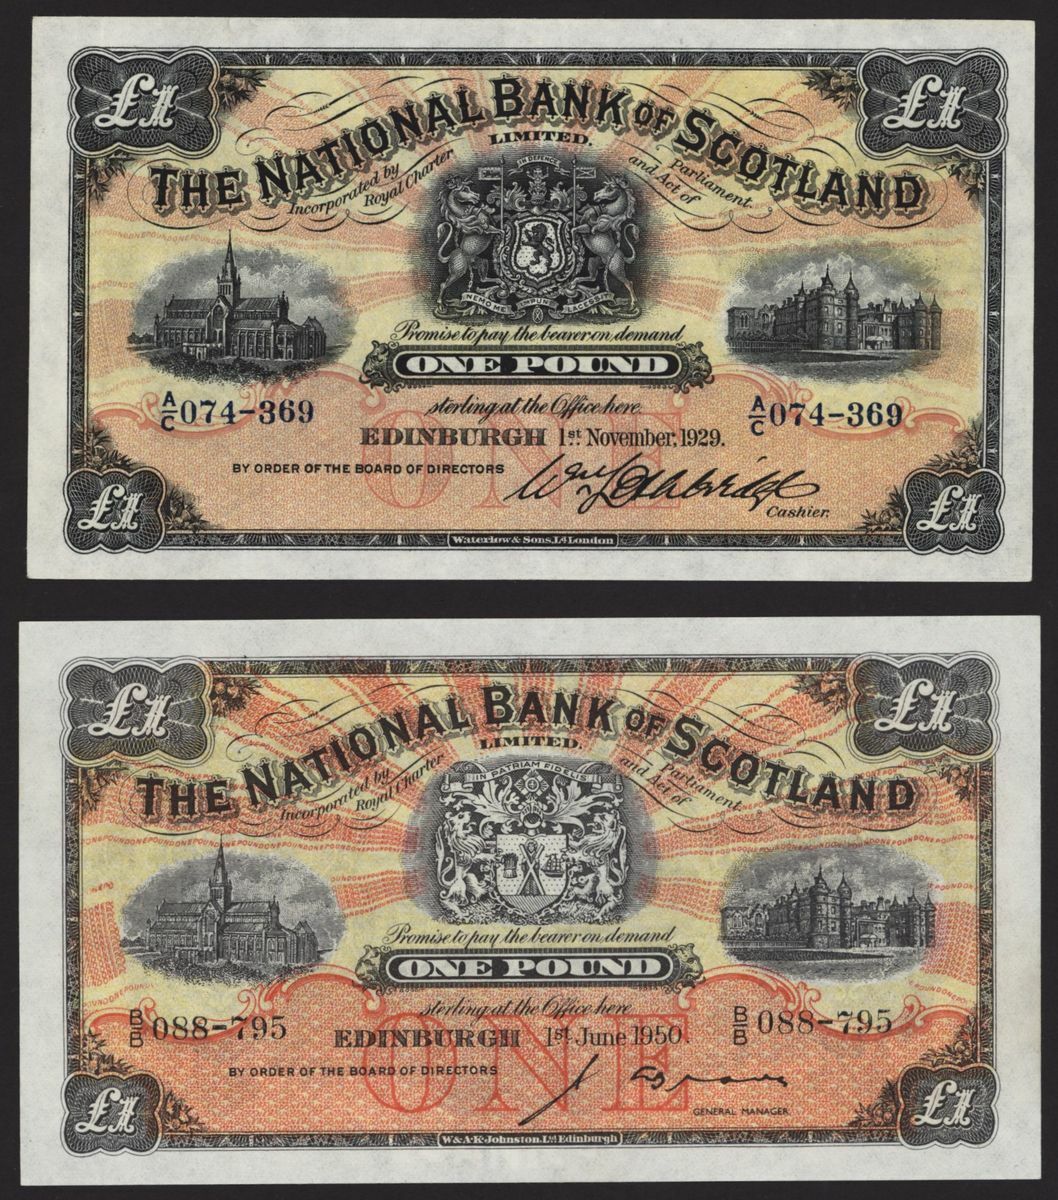 £1 £1
THE NATIONAL BANK OF SCOTLAND
LIMITED.
Incorporated by Royal Charter and Act of Parliament.
IN DEFENCE
NEMO ME IMPUNE LACESSIT
Promise to pay the bearer on demand
ONE POUND
A/C 074-369 sterling at the Office here. A/C 074-369
EDINBURGH 1st November, 1929.
ONE
BY ORDER OF THE BOARD OF DIRECTORS
Cashier.
£1 £1
Waterlow & Sons Ld London
£1 £1
THE NATIONAL BANK OF SCOTLAND
LIMITED.
Incorporated by Royal Charter and Act of Parliament.
IN PATRIAM FIDELIS
Promise to pay the bearer on demand
ONE POUND
sterling at the Office here
B/B 088-795 B/B 088-795
EDINBURGH 1st June 1950.
ONE
BY ORDER OF THE BOARD OF DIRECTORS
GENERAL MANAGER.
£1 £1
W. & A.K. Johnston, Ld Edinburgh